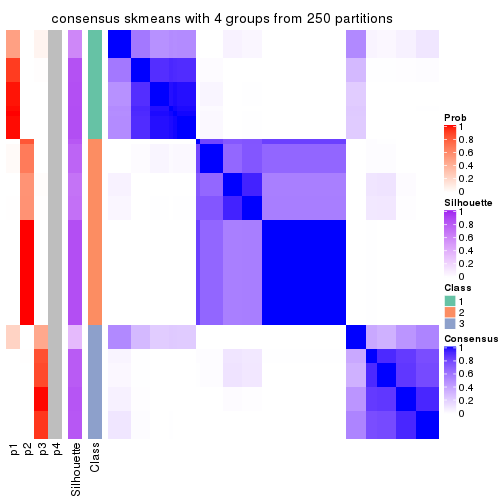 consensus skmeans with 4 groups from 250 partitions
Prob
1
0.8
0.6
0.4
0.2
0
Silhouette
1
0.8
0.6
0.4
0.2
0
Class
1
2
3
Consensus
1
0.8
0.6
0.4
0.2
0
p1
p2
p3
p4
Silhouette
Class